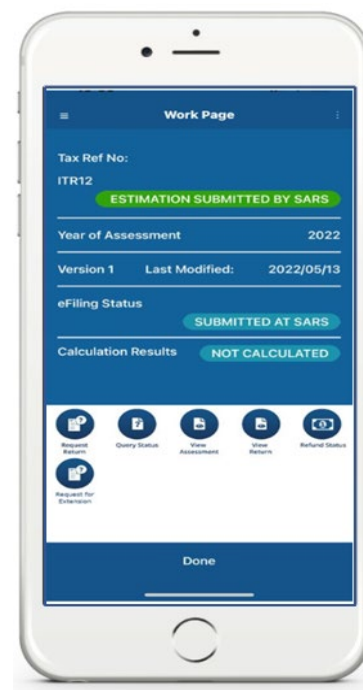 Work Page
Tax Ref No:
ITR12
ESTIMATION SUBMITTED BY SARS
Year of Assessment 2022
Version 1 Last Modified: 2022/05/13
eFiling Status
SUBMITTED AT SARS
Calculation Results NOT CALCULATED
Request Return
Query Status
View Assessment
View Return
Refund Status
Request for Extension
Done